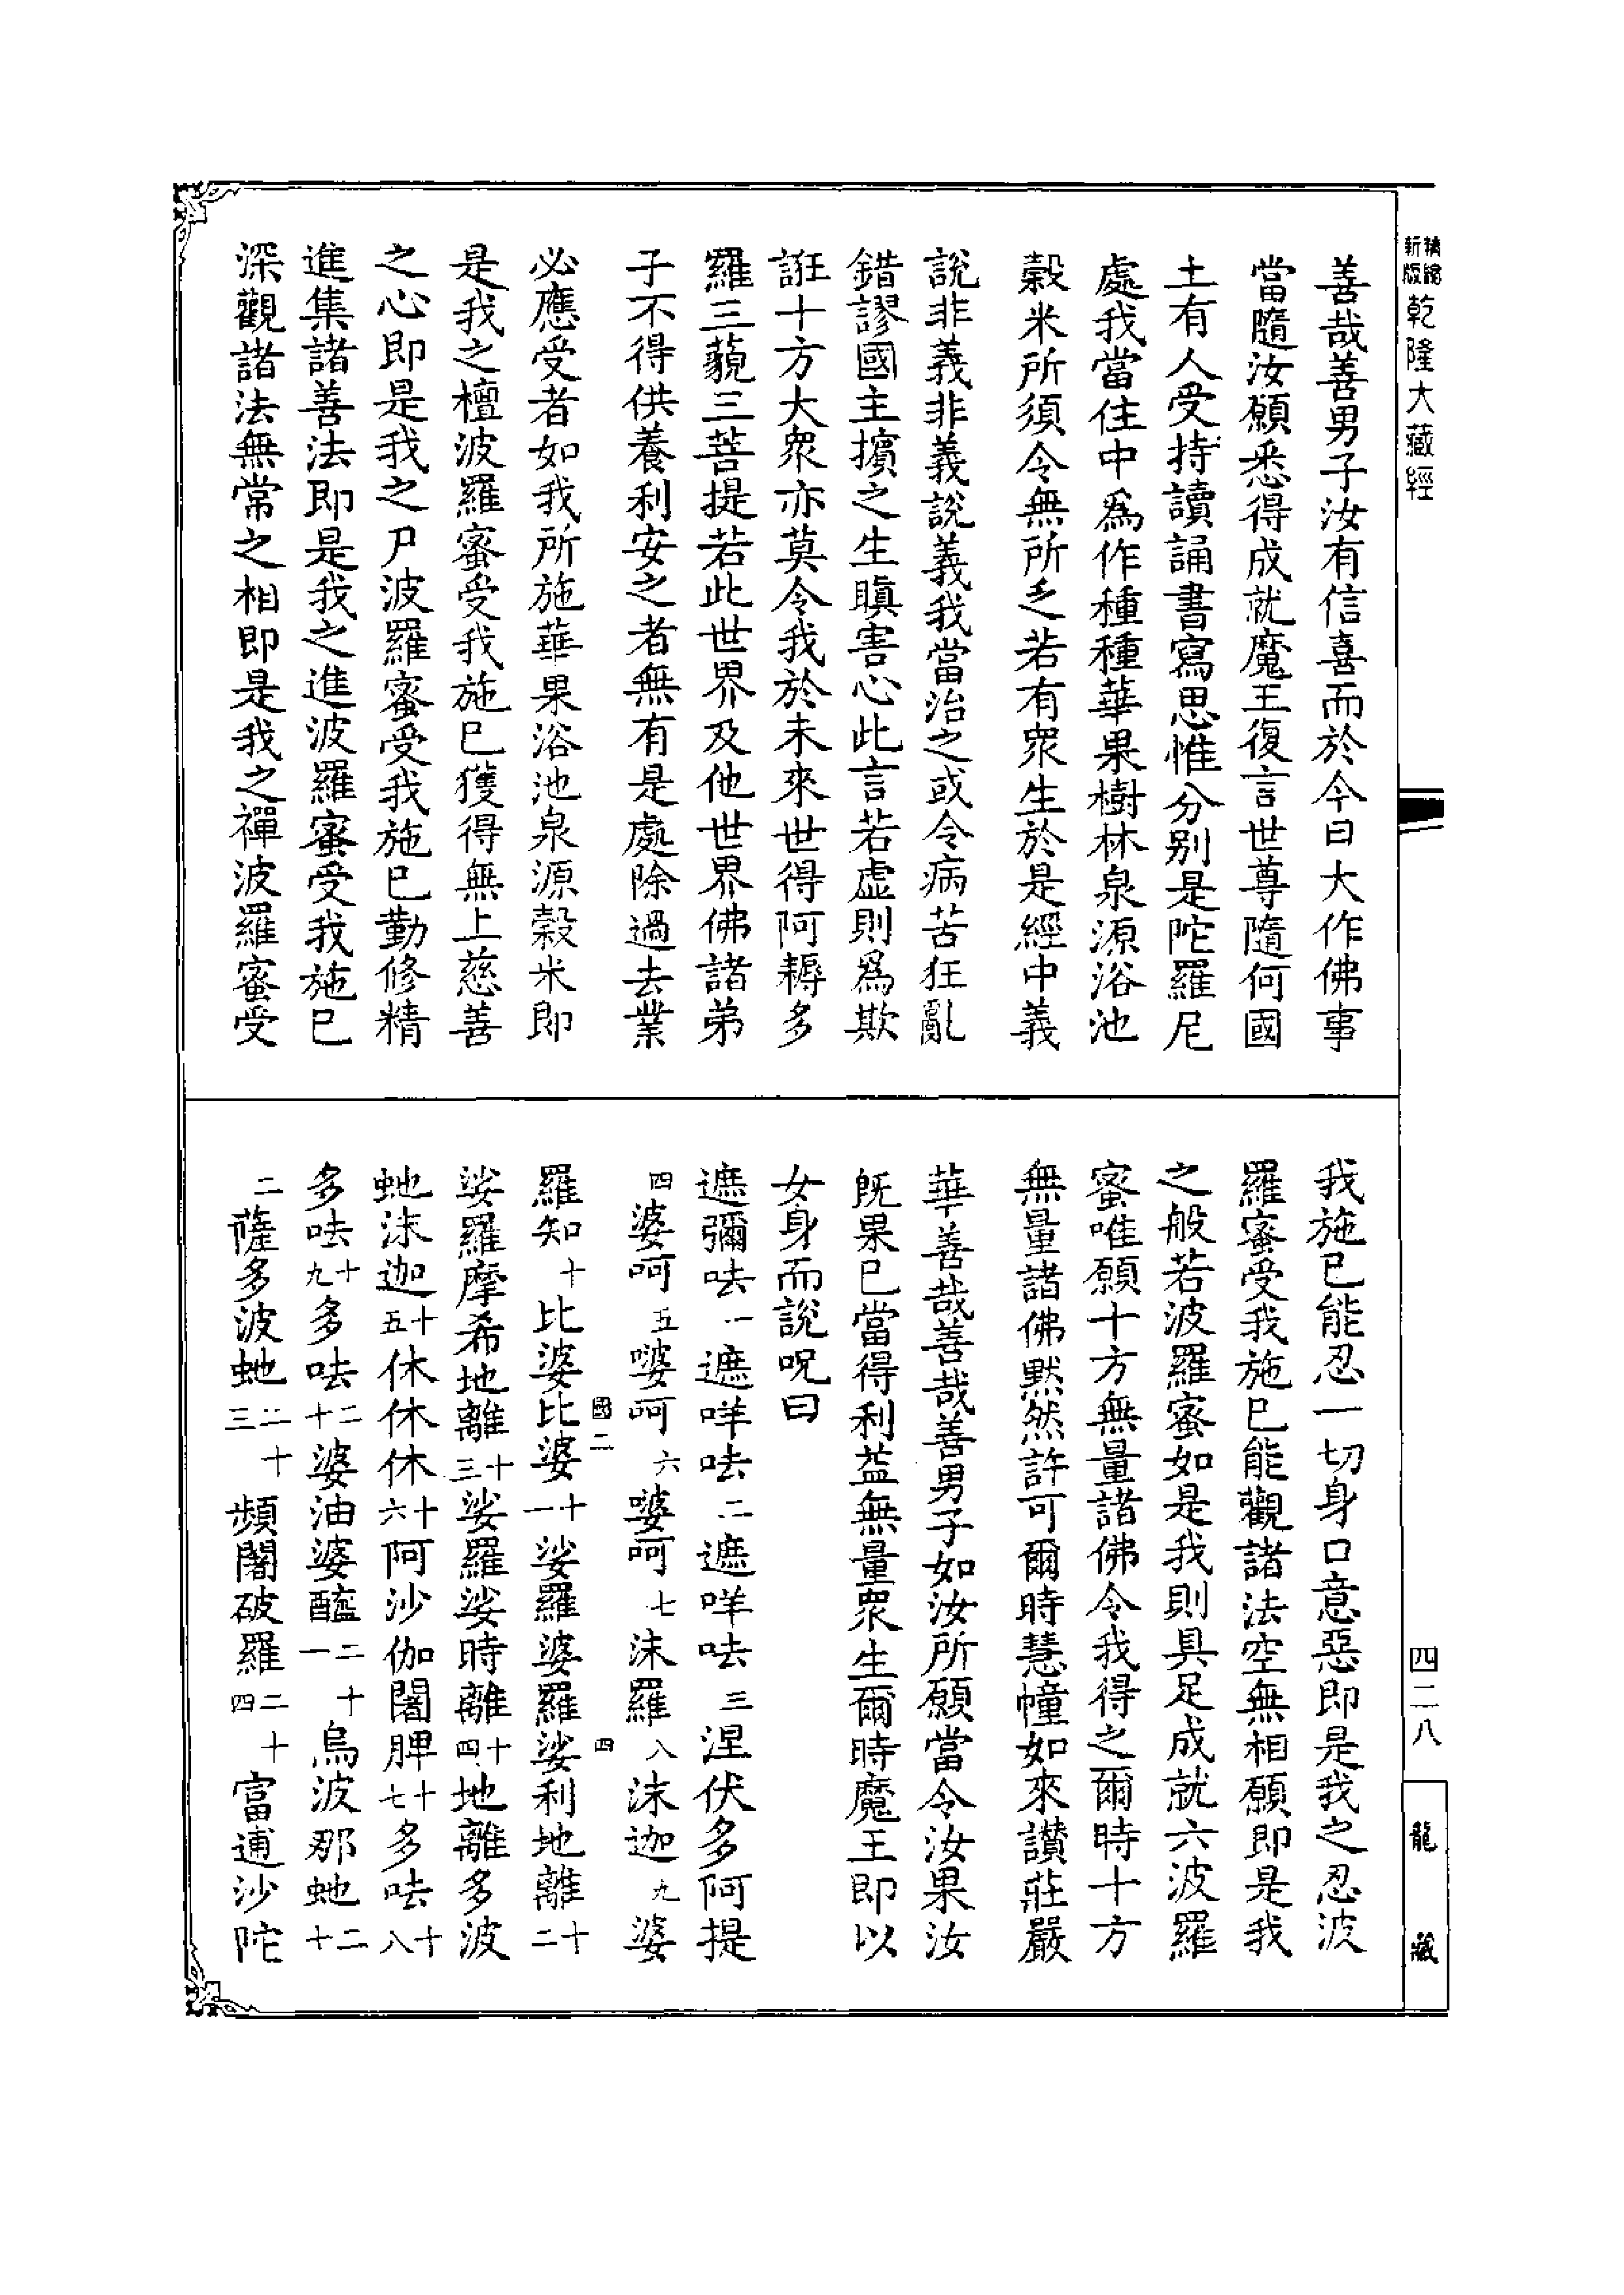 精繕新版乾隆大藏經
善哉善男子汝有信喜而於今日大作佛事
當隨汝願悉得成就魔王復言世尊隨何國
土有人受持讀誦書寫思惟分別是陀羅尼
處我當住中爲作種種華果樹林泉源浴池
穀米所須令無所乏若有衆生於是經中義
說非義非義說義我當治之或令病苦狂亂
錯謬國主擯之生瞋害心此言若虛則爲欺
誑十方大衆亦莫令我於未來世得阿耨多
羅三藐三菩提若此世界及他世界佛諸弟
子不得供養利安之者無有是處除過去業
必應受者如我所施華果浴池泉源穀米即
是我之檀波羅蜜受我施已獲得無上慈善
之心即是我之尸波羅蜜受我施已勤修精
進集諸善法即是我之進波羅蜜受我施已
深觀諸法無常之相即是我之禪波羅蜜受
我施已能忍一切身口意惡即是我之忍波
羅蜜受我施已能觀諸法空無相願即是我
之般若波羅蜜如是我則具足成就六波羅
蜜唯願十方無量諸佛令我得之爾時十方
無量諸佛默然許可爾時慧幢如來讚莊嚴
華善哉善哉善男子如汝所願當令汝果汝
既果已當得利益無量衆生爾時魔王即以
女身而說呪曰
遮彌呿一遮咩呿二遮咩呿三涅伏多阿提
四婆呵五婆呵六婆呵七沫羅八沫迦九婆
羅知十比婆比婆十一娑羅婆羅娑利地離十二
國二 四
娑羅摩希地離十三娑羅娑時離十四地離多波
虵沫迦十五休休休十六阿沙伽闍脾十七多呿十八
多呿十九多呿二十婆油婆醯二十一烏波那虵二十
二薩多波虵二十三頻闍破羅二十四富逋沙陀
四二八
龍藏